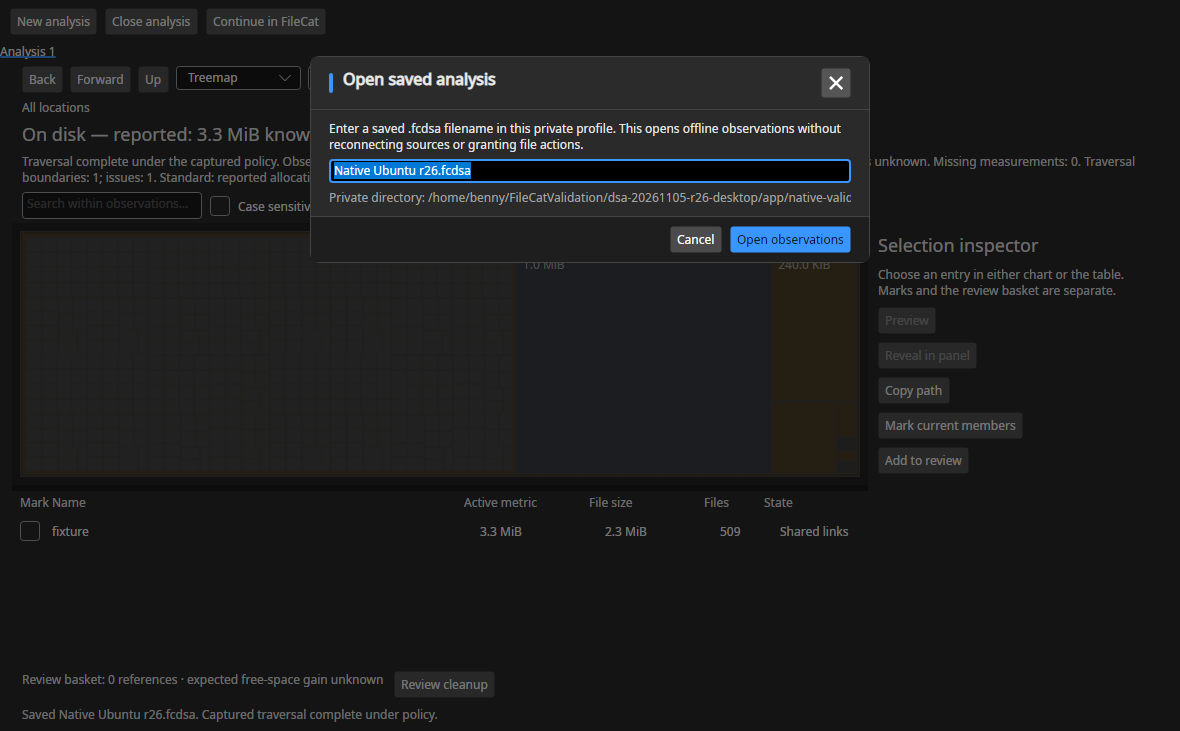 New analysis Close analysis Continue in FileCat
Analysis 1
Back Forward Up Treemap
All locations
On disk — reported: 3.3 MiB know
Traversal complete under the captured policy. Obse
s unknown. Missing measurements: 0. Traversal
boundaries: 1; issues: 1. Standard: reported allocati
Search within observations... Case sensitiv
Open saved analysis
Enter a saved .fcdsa filename in this private profile. This opens offline observations without
reconnecting sources or granting file actions.
Native Ubuntu r26.fcdsa
Private directory: /home/benny/FileCatValidation/dsa-20261105-r26-desktop/app/native-valid
Cancel Open observations
1.0 MiB 240.0 KiB
Selection inspector
Choose an entry in either chart or the table.
Marks and the review basket are separate.
Preview
Reveal in panel
Copy path
Mark current members
Add to review
Mark Name Active metric File size Files State
fixture 3.3 MiB 2.3 MiB 509 Shared links
Review basket: 0 references · expected free-space gain unknown Review cleanup
Saved Native Ubuntu r26.fcdsa. Captured traversal complete under policy.